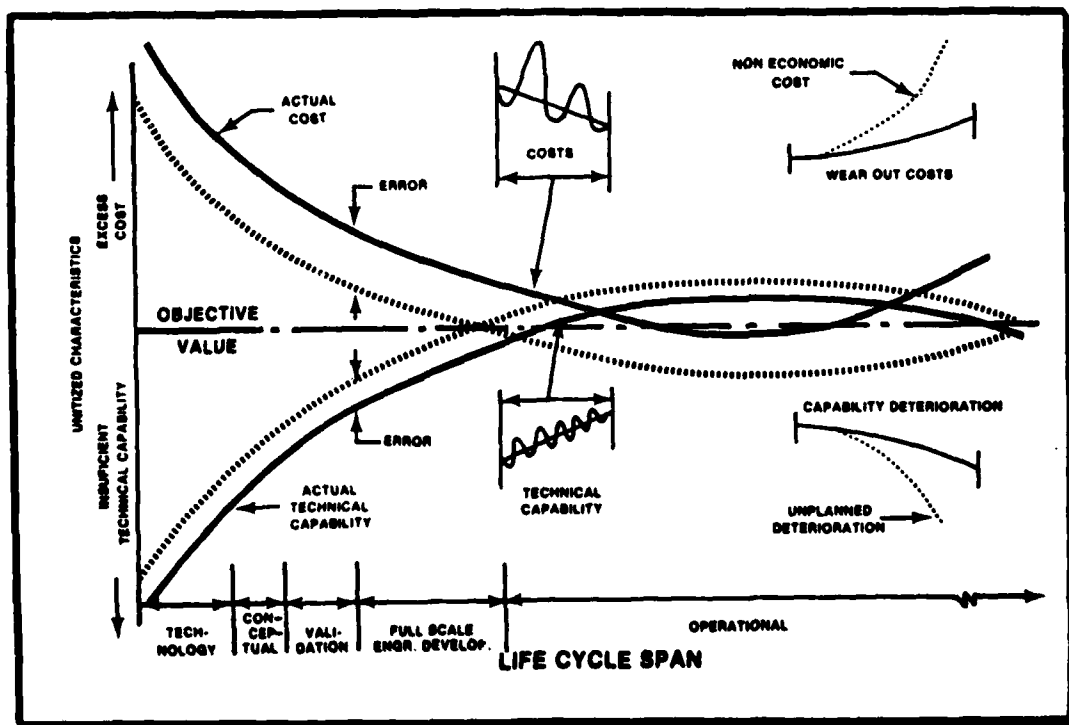 NON ECONOMIC
COST
ACTUAL
COST
COSTS
WEAR OUT COSTS
ERROR
UNITIZED CHARACTERISTICS
EXCESS
COST
OBJECTIVE
VALUE
INSUFICIENT
TECHNICAL CAPABILITY
CAPABILITY DETERIORATION
ERROR
ACTUAL
TECHNICAL
CAPABILITY
TECHNICAL
CAPABILITY
UNPLANNED
DETERIORATION
TECH-
NOLOGY
CON-
CEP-
TUAL
VALI-
DATION
FULL SCALE
ENGR. DEVELOP.
OPERATIONAL
LIFE CYCLE SPAN